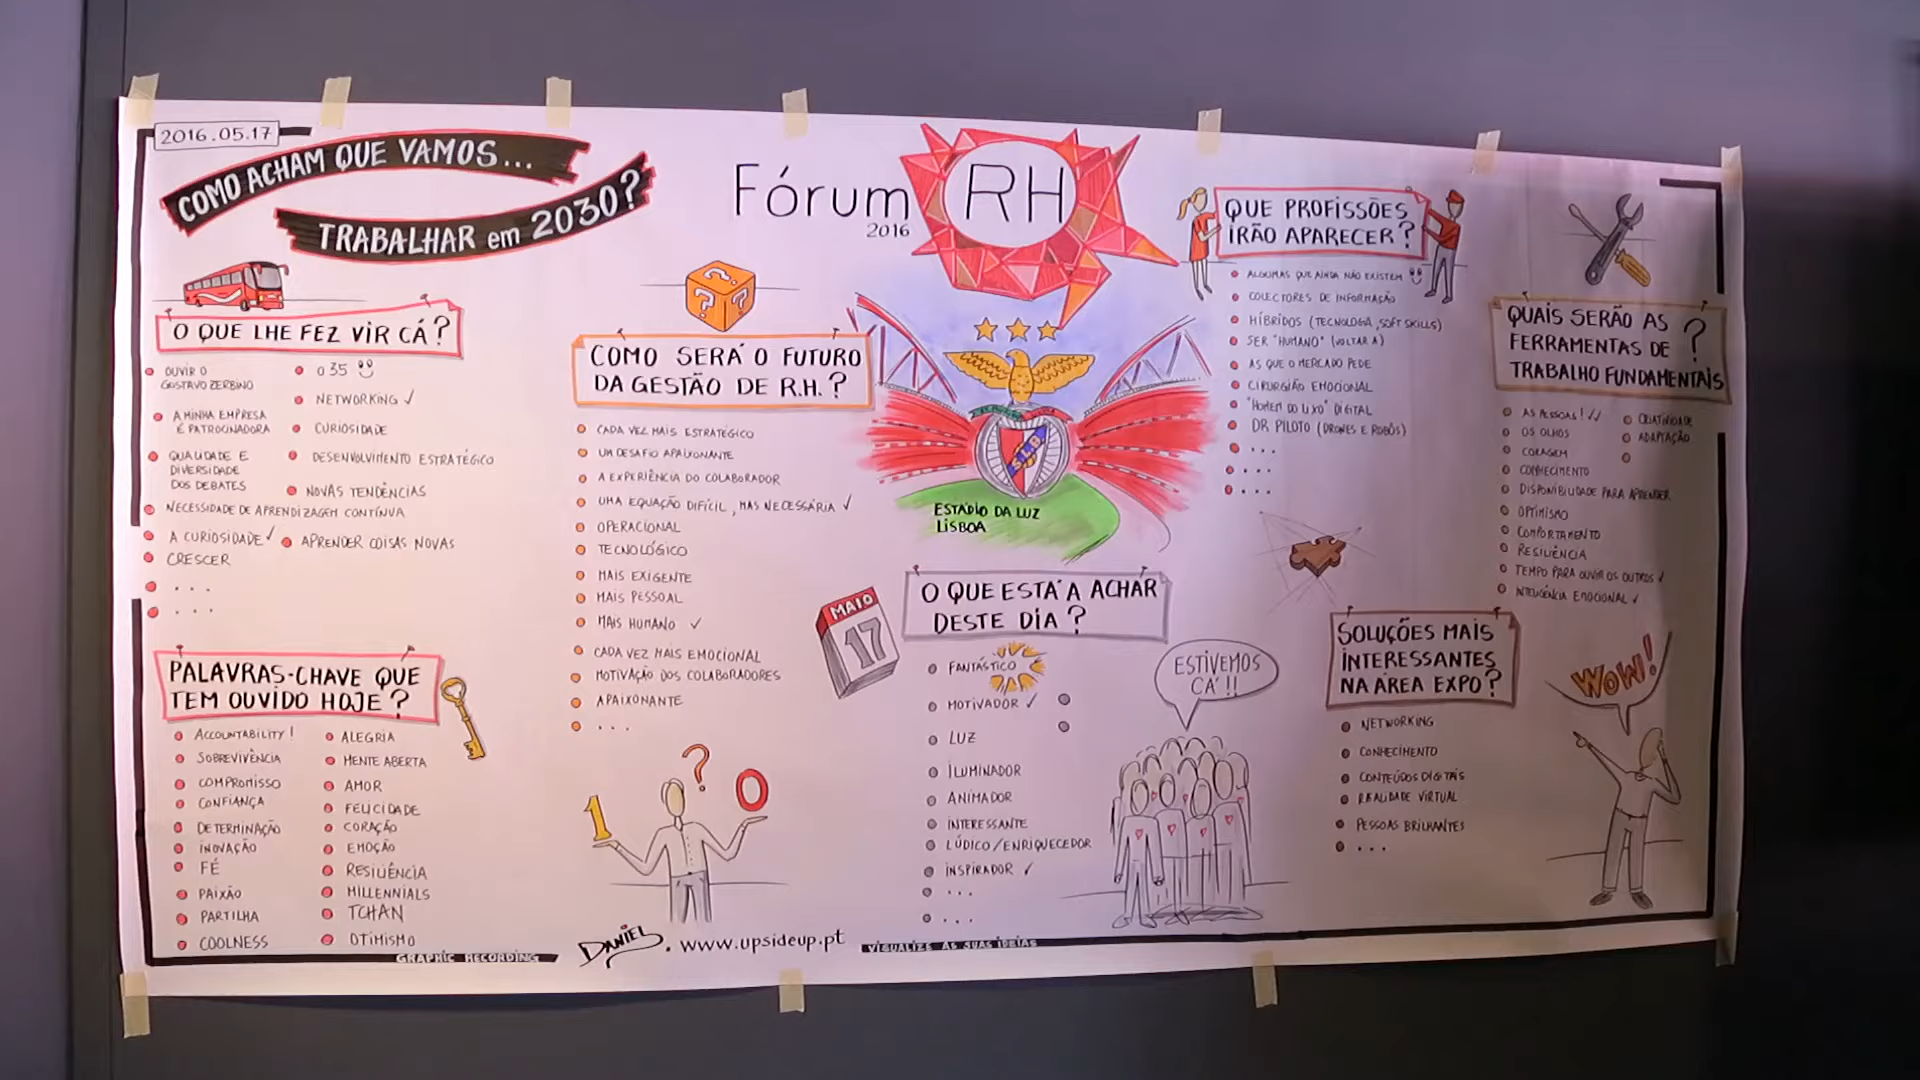 2016.05.17
COMO ACHAM QUE VAMOS...
TRABALHAR em 2030?
Fórum
2016
RH
O QUE LHE FEZ VIR CÁ?
OUVIR O
GUSTAVO ZERBINO
A MINHA EMPRESA
É PATROCINADORA
QUALIDADE E
DIVERSIDADE
DOS DEBATES
NECESSIDADE DE APRENDIZAGEM CONTÍNUA
A CURIOSIDADE ✓
CRESCER
...
...
O 35
NETWORKING ✓
CURIOSIDADE
DESENVOLVIMENTO ESTRATÉGICO
NOVAS TENDÊNCIAS
APRENDER COISAS NOVAS
PALAVRAS-CHAVE QUE
TEM OUVIDO HOJE?
ACCOUNTABILITY!
SOBREVIVÊNCIA
COMPROMISSO
CONFIANÇA
DETERMINAÇÃO
INOVAÇÃO
FÉ
PAIXÃO
PARTILHA
COOLNESS
ALEGRIA
MENTE ABERTA
AMOR
FELICIDADE
CORAÇÃO
EMOÇÃO
RESILIÊNCIA
MILLENNIALS
TCHAN
OTIMISMO
GRAPHIC RECORDING
? ? ?
COMO SERÁ O FUTURO
DA GESTÃO DE R.H.?
CADA VEZ MAIS ESTRATÉGICO
UM DESAFIO APAIXONANTE
A EXPERIÊNCIA DO COLABORADOR
UMA EQUAÇÃO DIFÍCIL, MAS NECESSÁRIA ✓
OPERACIONAL
TECNOLÓGICO
MAIS EXIGENTE
MAIS PESSOAL
MAIS HUMANO ✓
CADA VEZ MAIS EMOCIONAL
MOTIVAÇÃO DOS COLABORADORES
APAIXONANTE
...
1 ? 0
DANIEL. www.upsideup.pt
VISUALIZE AS SUAS IDEIAS
ESTÁDIO DA LUZ
LISBOA
MAIO
17
O QUE ESTÁ A ACHAR
DESTE DIA?
FANTÁSTICO
MOTIVADOR ✓
LUZ
ILUMINADOR
ANIMADOR
INTERESSANTE
LÚDICO/ENRIQUECEDOR
INSPIRADOR ✓
...
...
ESTIVEMOS
CÁ!!
QUE PROFISSÕES
IRÃO APARECER?
ALGUMAS QUE AINDA NÃO EXISTEM
COLECTORES DE INFORMAÇÃO
HÍBRIDOS (TECNOLOGIA, SOFT SKILLS)
SER "HUMANO" (VOLTAR A)
AS QUE O MERCADO PEDE
CIRURGIÃO EMOCIONAL
"HOMEM DO LIXO" DIGITAL
DR PILOTO (DRONES E ROBÔS)
...
...
...
QUAIS SERÃO AS
FERRAMENTAS DE ?
TRABALHO FUNDAMENTAIS
AS PESSOAS! ✓✓
OS OLHOS
CORAGEM
CONHECIMENTO
DISPONIBILIDADE PARA APRENDER
OPTIMISMO
COMPORTAMENTO
RESILIÊNCIA
TEMPO PARA OUVIR OS OUTROS ✓
INTELIGÊNCIA EMOCIONAL ✓
CRIATIVIDADE
ADAPTAÇÃO
SOLUÇÕES MAIS
INTERESSANTES
NA ÁREA EXPO?
NETWORKING
CONHECIMENTO
CONTEÚDOS DIGITAIS
REALIDADE VIRTUAL
PESSOAS BRILHANTES
...
WOW!